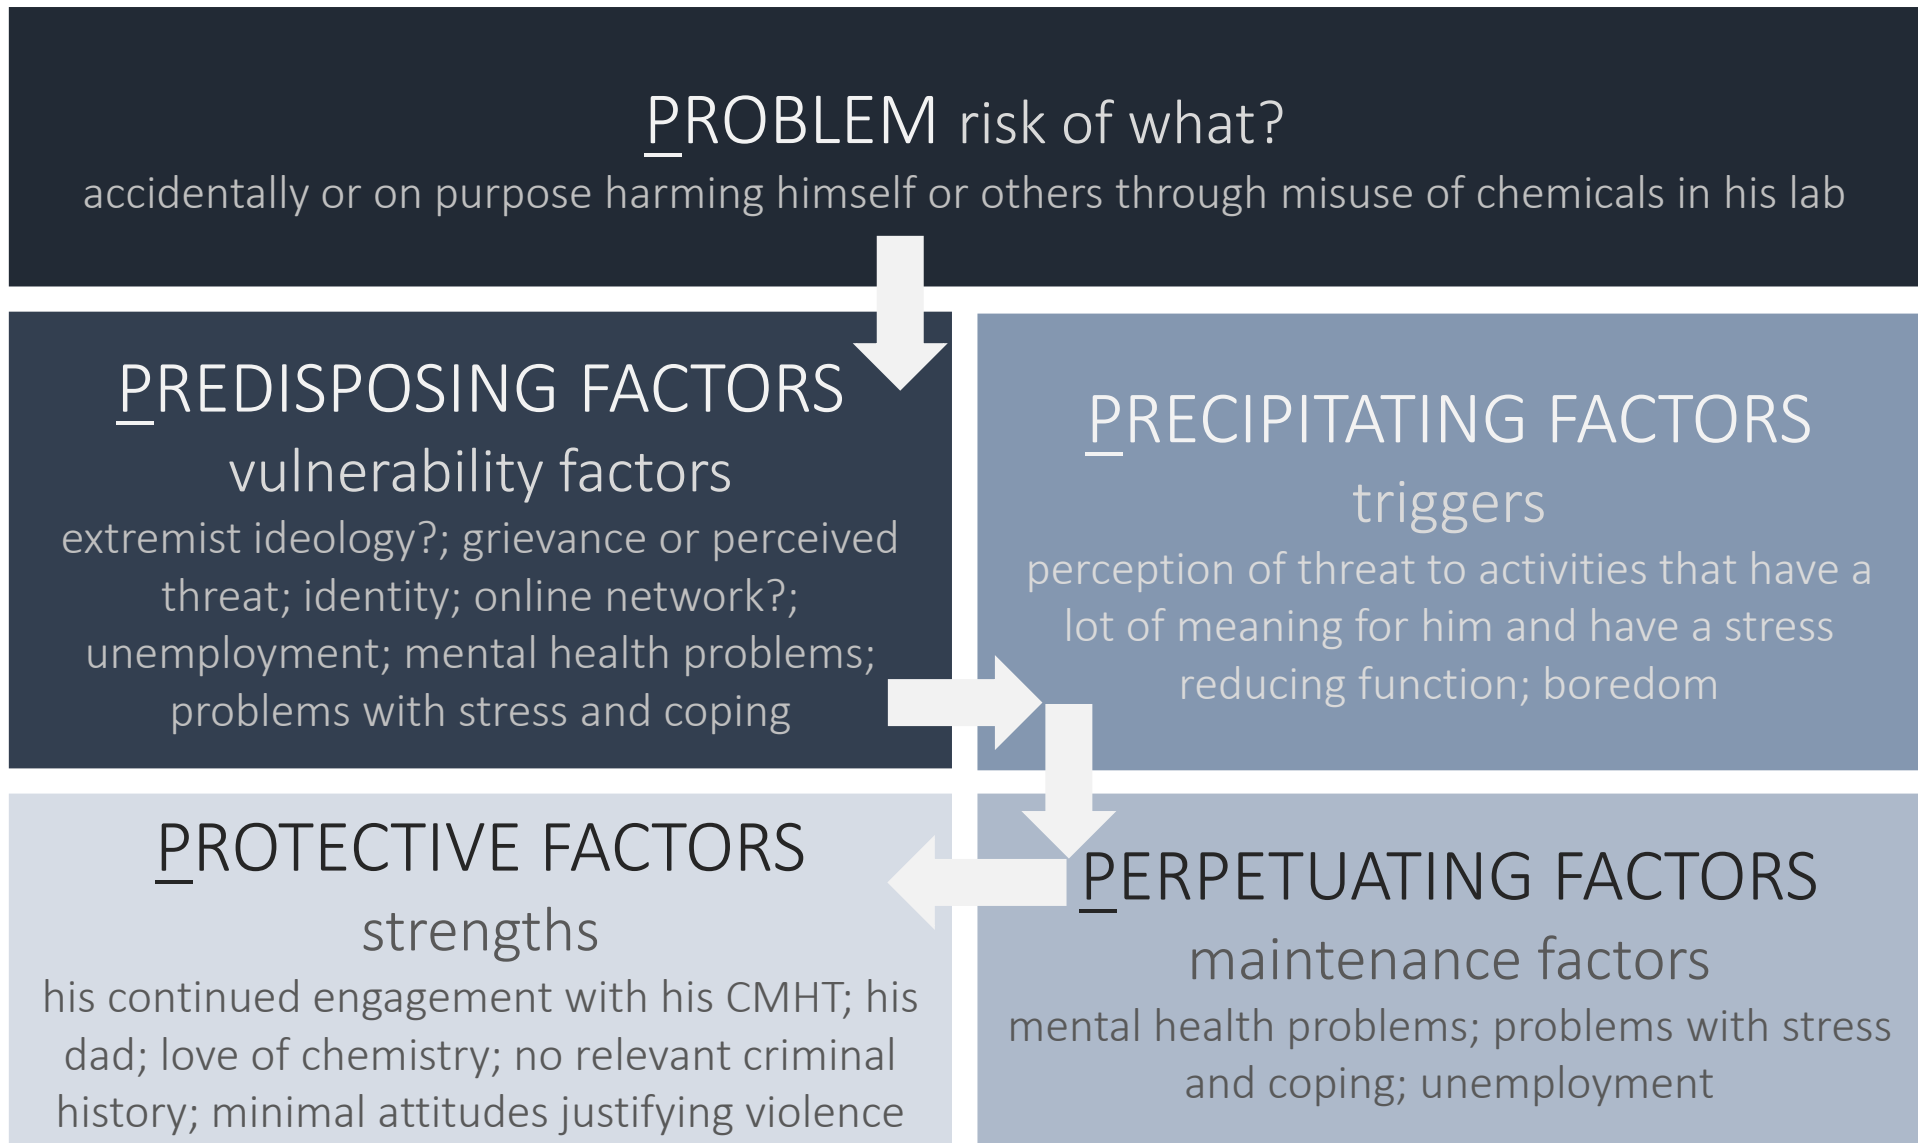 PROBLEM risk of what?
accidentally or on purpose harming himself or others through misuse of chemicals in his lab
PREDISPOSING FACTORS
vulnerability factors
extremist ideology?; grievance or perceived
threat; identity; online network?;
unemployment; mental health problems;
problems with stress and coping
PRECIPITATING FACTORS
triggers
perception of threat to activities that have a
lot of meaning for him and have a stress
reducing function; boredom
PROTECTIVE FACTORS
strengths
his continued engagement with his CMHT; his
dad; love of chemistry; no relevant criminal
history; minimal attitudes justifying violence
PERPETUATING FACTORS
maintenance factors
mental health problems; problems with stress
and coping; unemployment